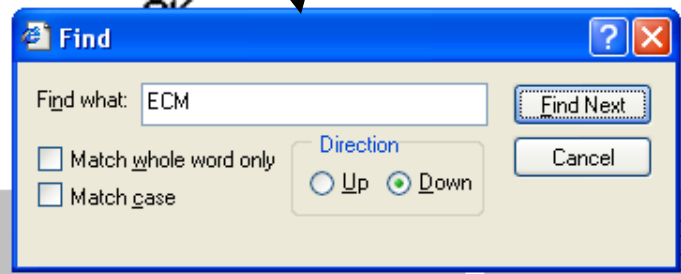 Find
Find what: ECM
Find Next
Match whole word only
Direction
Cancel
Up Down
Match case